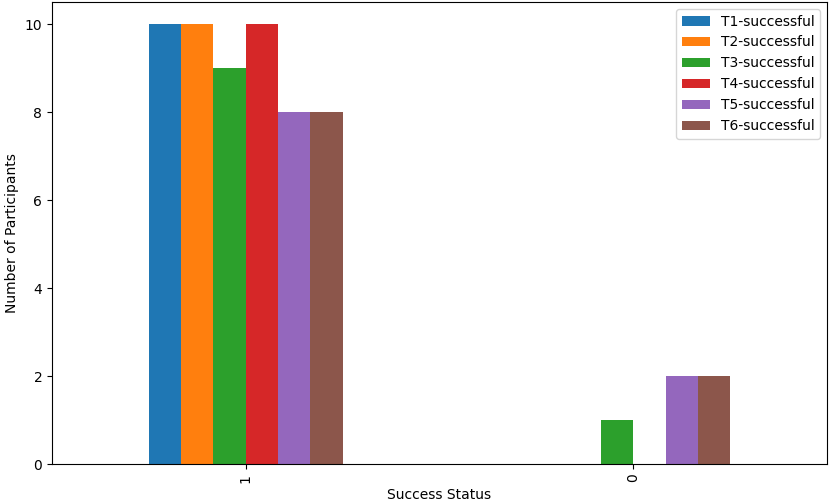 10
8
6
4
2
0
Number of Participants
T1-successful
T2-successful
T3-successful
T4-successful
T5-successful
T6-successful
1
0
Success Status